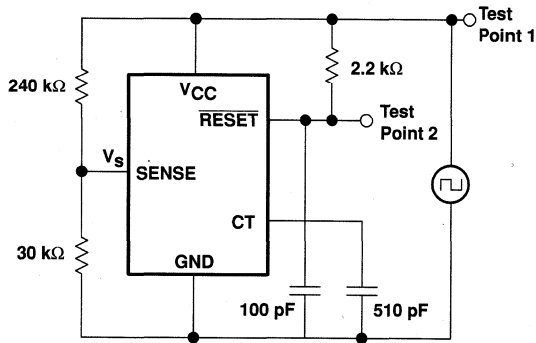 Test
Point 1
240 kΩ
VCC
2.2 kΩ
RESET
Test
Point 2
VS
SENSE
CT
30 kΩ
GND
100 pF
510 pF